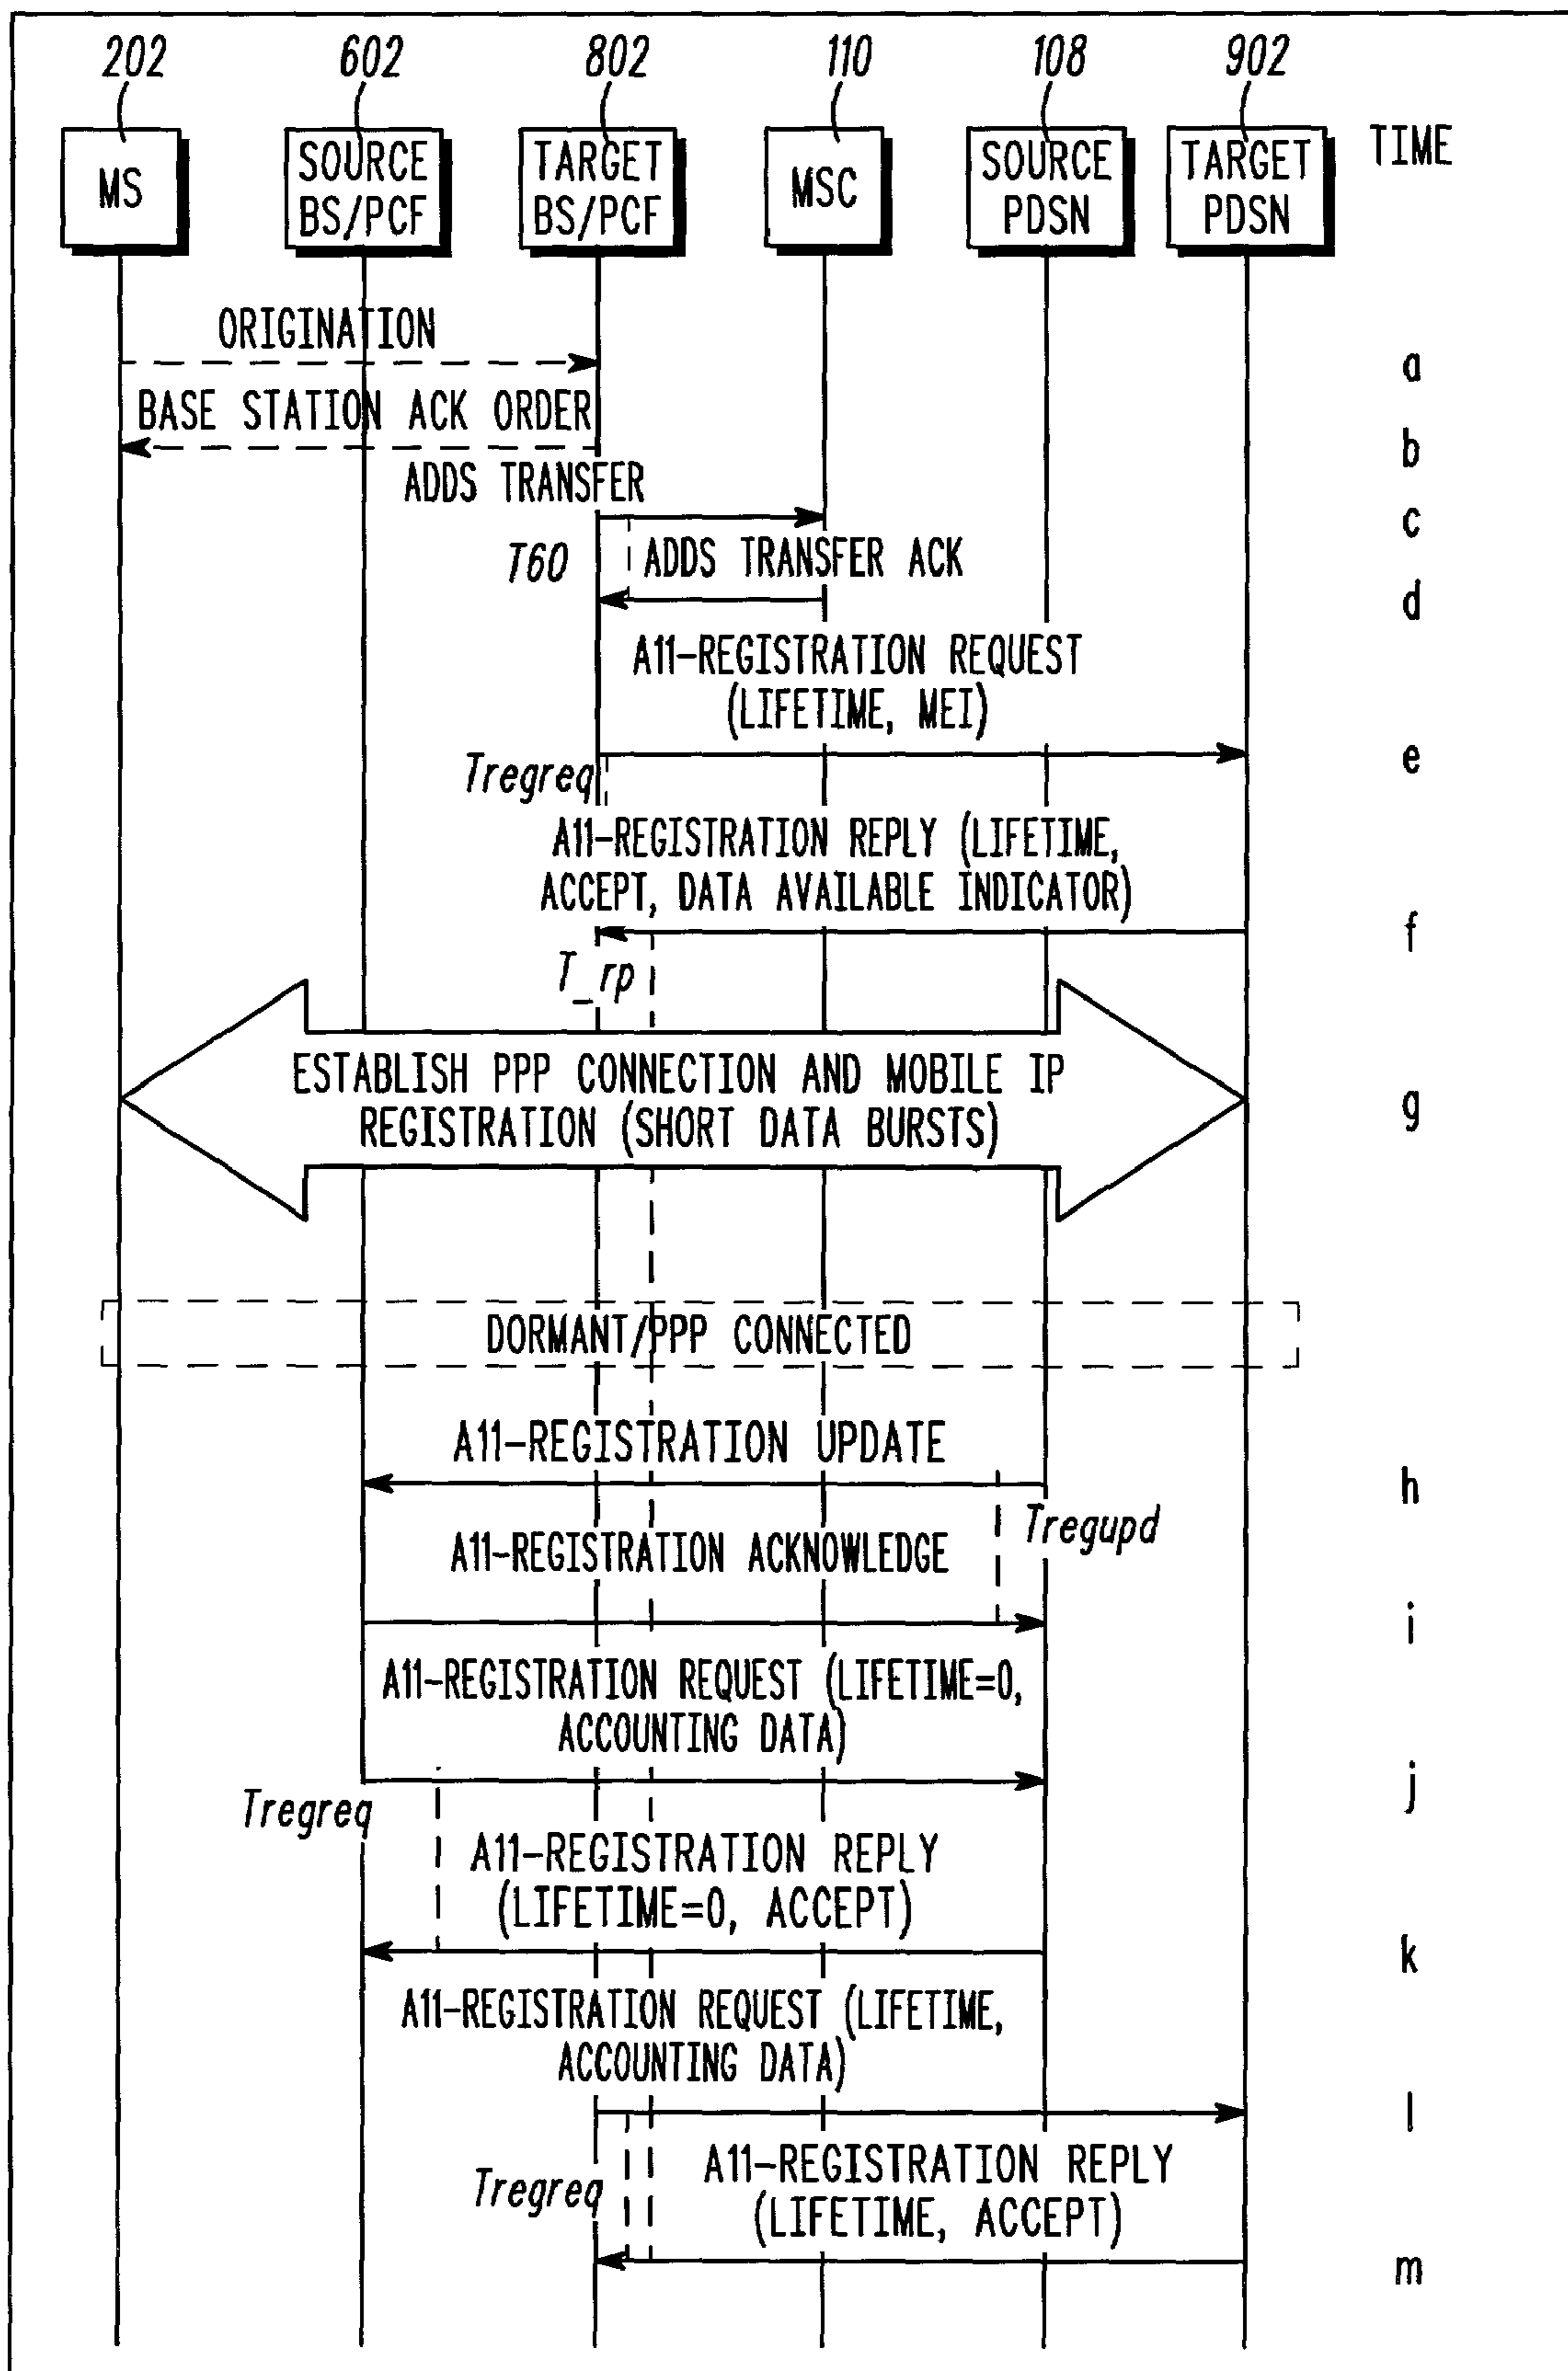 202 602 802 110 108 902
MS
SOURCE
BS/PCF
TARGET
BS/PCF
MSC
SOURCE
PDSN
TARGET
PDSN
TIME
ORIGINATION
a
BASE STATION ACK ORDER
b
ADDS TRANSFER
c
T60
ADDS TRANSFER ACK
d
A11-REGISTRATION REQUEST
(LIFETIME, MEI)
e
Tregreq
A11-REGISTRATION REPLY (LIFETIME,
ACCEPT, DATA AVAILABLE INDICATOR)
f
T_rp
ESTABLISH PPP CONNECTION AND MOBILE IP
REGISTRATION (SHORT DATA BURSTS)
g
DORMANT/PPP CONNECTED
A11-REGISTRATION UPDATE
h
Tregupd
A11-REGISTRATION ACKNOWLEDGE
i
A11-REGISTRATION REQUEST (LIFETIME=0,
ACCOUNTING DATA)
j
Tregreq
A11-REGISTRATION REPLY
(LIFETIME=0, ACCEPT)
k
A11-REGISTRATION REQUEST (LIFETIME,
ACCOUNTING DATA)
l
Tregreq
A11-REGISTRATION REPLY
(LIFETIME, ACCEPT)
m